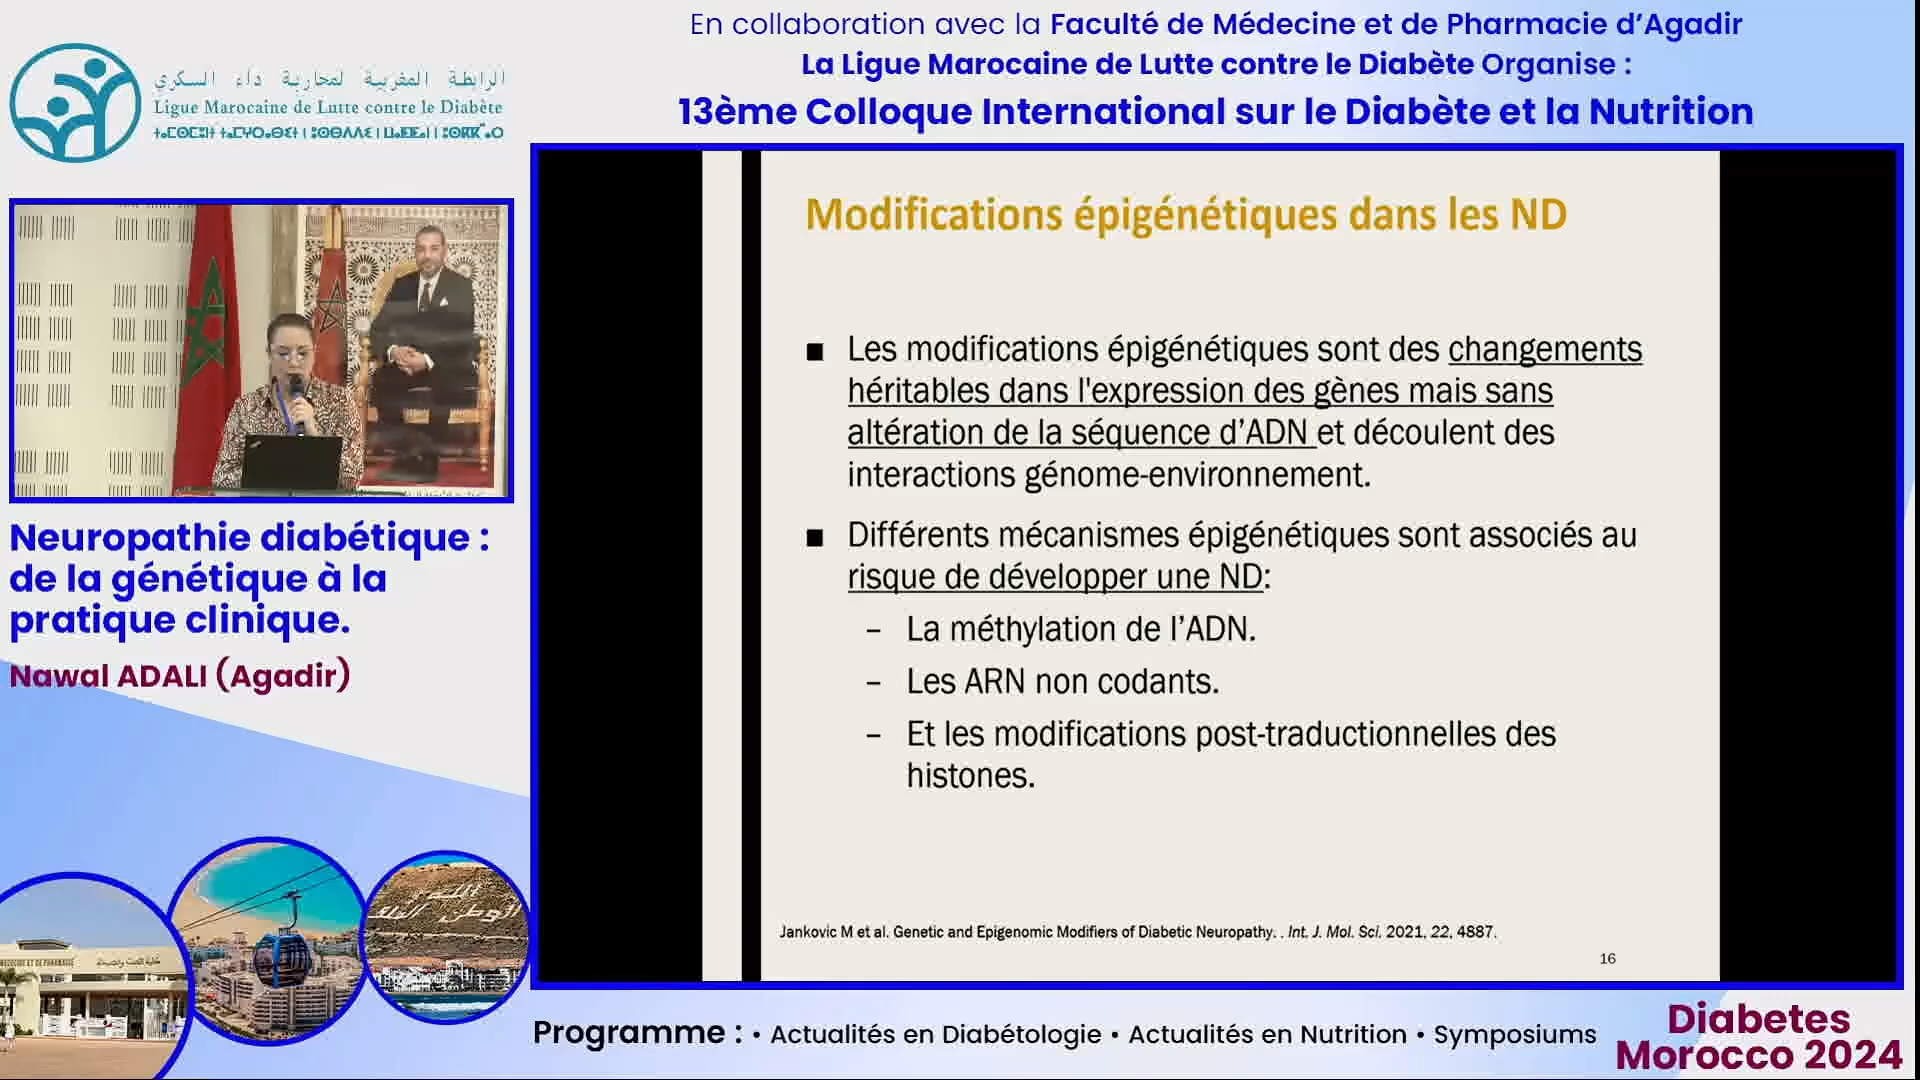 En collaboration avec la Faculté de Médecine et de Pharmacie d’Agadir
La Ligue Marocaine de Lutte contre le Diabète Organise :
13ème Colloque International sur le Diabète et la Nutrition
الرابطة المغربية لمحاربة داء السكري
Ligue Marocaine de Lutte contre le Diabète
Neuropathie diabétique :
de la génétique à la
pratique clinique.
Nawal ADALI (Agadir)
Modifications épigénétiques dans les ND
■ Les modifications épigénétiques sont des changements
héritables dans l'expression des gènes mais sans
altération de la séquence d’ADN et découlent des
interactions génome-environnement.
■ Différents mécanismes épigénétiques sont associés au
risque de développer une ND:
– La méthylation de l’ADN.
– Les ARN non codants.
– Et les modifications post-traductionnelles des
histones.
Jankovic M et al. Genetic and Epigenomic Modifiers of Diabetic Neuropathy. . Int. J. Mol. Sci. 2021, 22, 4887.
16
الله
الوطن الملك
Programme : • Actualités en Diabétologie • Actualités en Nutrition • Symposiums
Diabetes
Morocco 2024